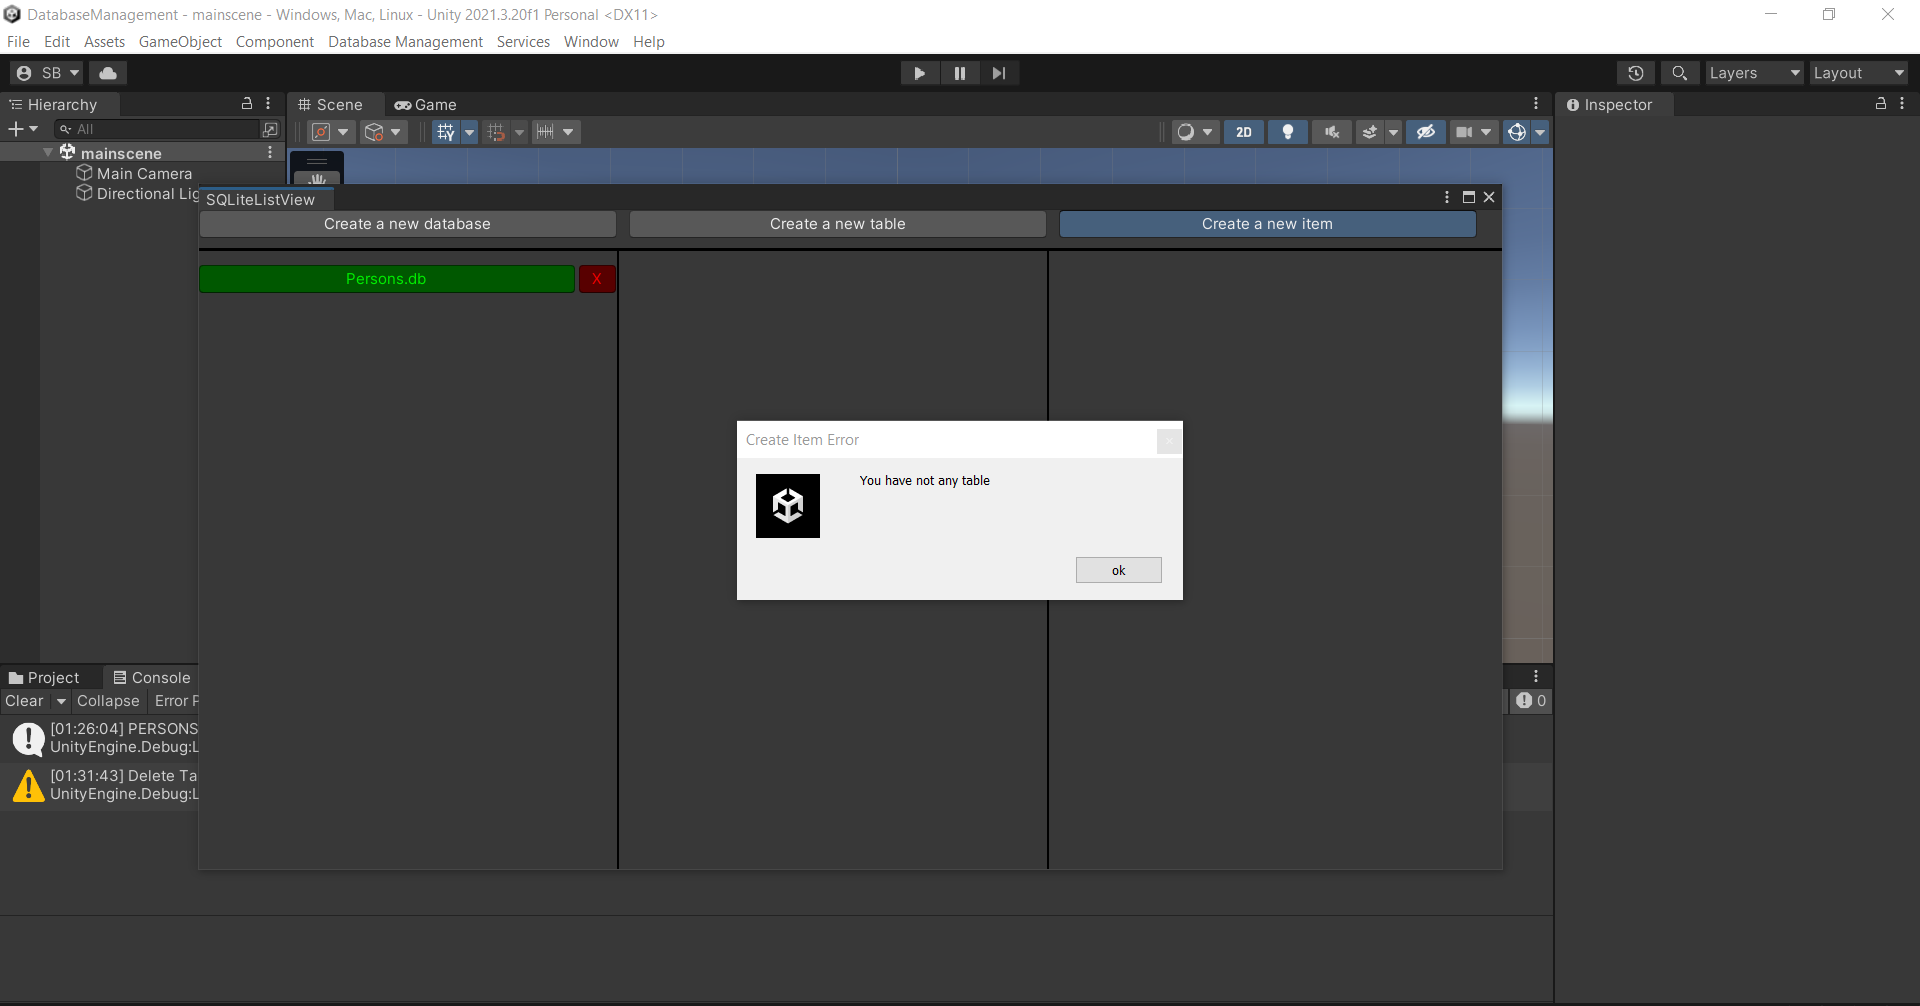 DatabaseManagement - mainscene - Windows, Mac, Linux - Unity 2021.3.20f1 Personal <DX11>
File Edit Assets GameObject Component Database Management Services Window Help
SB Layers Layout
Hierarchy Scene Game Inspector
All 2D
mainscene
Main Camera
Directional Lig
SQLiteListView
Create a new database Create a new table Create a new item
Persons.db X
Create Item Error
You have not any table
ok
Project Console
Clear Collapse Error P 0
[01:26:04] PERSONS
UnityEngine.Debug:L
[01:31:43] Delete Ta
UnityEngine.Debug:L